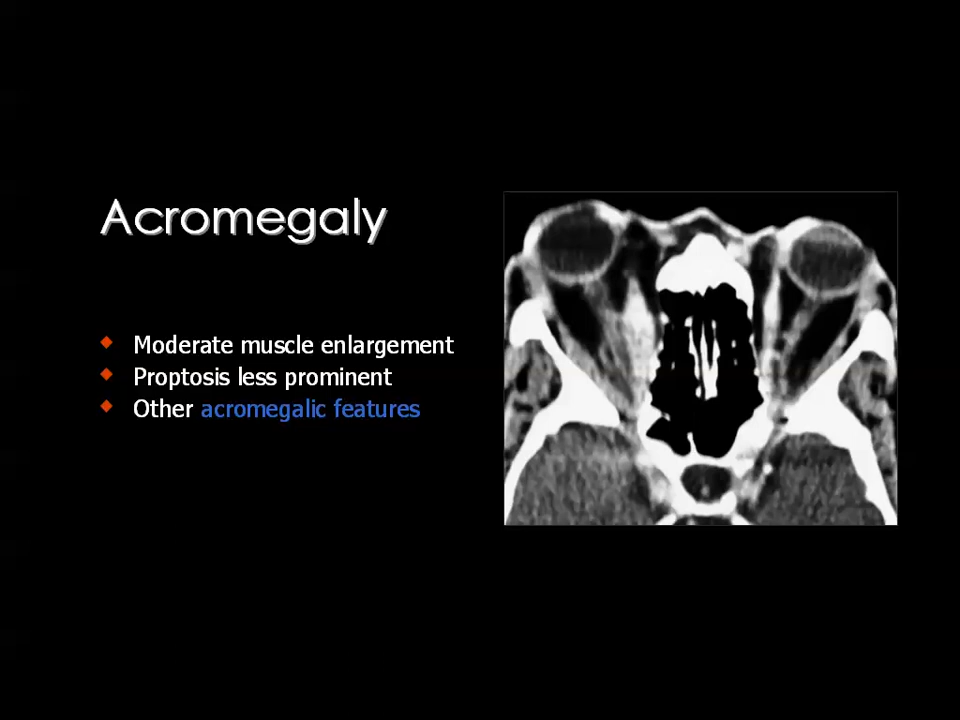 Acromegaly
Moderate muscle enlargement
Proptosis less prominent
Other acromegalic features